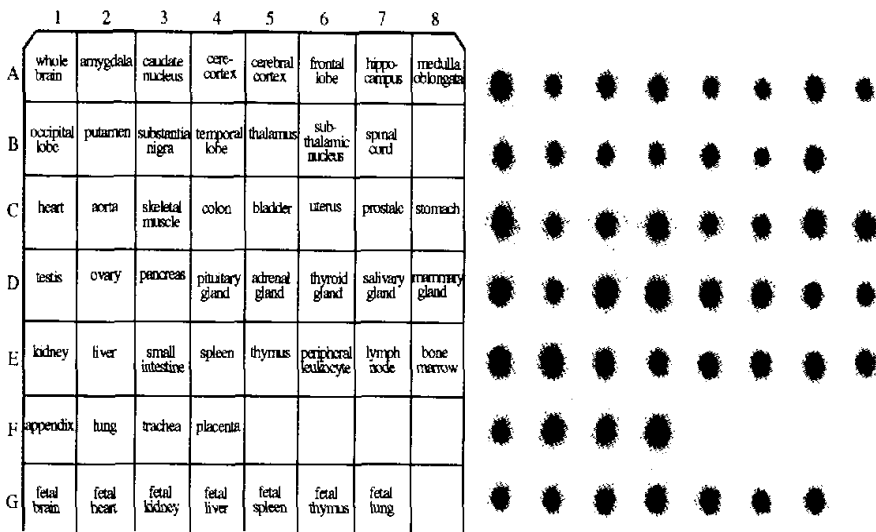 1 2 3 4 5 6 7 8
A
whole brain
amygdala
caudate nucleus
cere- cortex
cerebral cortex
frontal lobe
hippo- campus
medulla oblongata
B
occipital lobe
putamen
substantia nigra
temporal lobe
thalamus
sub- thalamic nucleus
spinal cord
C
heart
aorta
skeletal muscle
colon
bladder
uterus
prostate
stomach
D
testis
ovary
pancreas
pituitary gland
adrenal gland
thyroid gland
salivary gland
mammary gland
E
kidney
liver
small intestine
spleen
thymus
peripheral leukocyte
lymph node
bone marrow
F
appendix
lung
trachea
placenta
G
fetal brain
fetal heart
fetal kidney
fetal liver
fetal spleen
fetal thymus
fetal lung